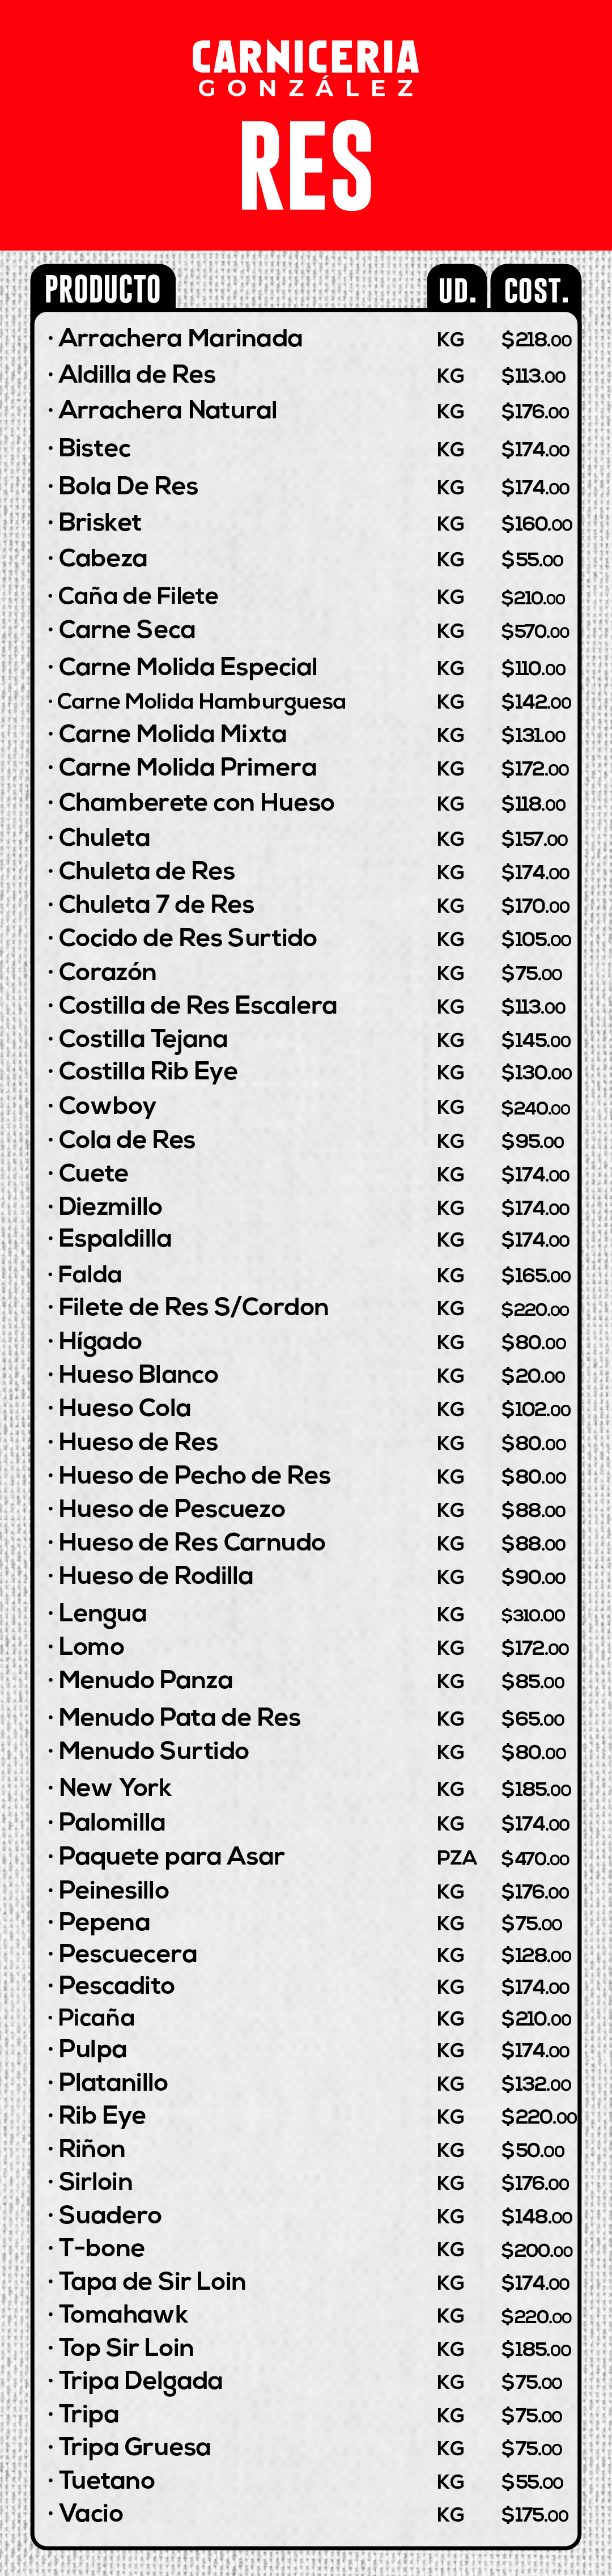 CARNICERIA
GONZÁLEZ
RES
PRODUCTO UD. COST.
· Arrachera Marinada KG $218.00
· Aldilla de Res KG $113.00
· Arrachera Natural KG $176.00
· Bistec KG $174.00
· Bola De Res KG $174.00
· Brisket KG $160.00
· Cabeza KG $55.00
· Caña de Filete KG $210.00
· Carne Seca KG $570.00
· Carne Molida Especial KG $110.00
· Carne Molida Hamburguesa KG $142.00
· Carne Molida Mixta KG $131.00
· Carne Molida Primera KG $172.00
· Chamberete con Hueso KG $118.00
· Chuleta KG $157.00
· Chuleta de Res KG $174.00
· Chuleta 7 de Res KG $170.00
· Cocido de Res Surtido KG $105.00
· Corazón KG $75.00
· Costilla de Res Escalera KG $113.00
· Costilla Tejana KG $145.00
· Costilla Rib Eye KG $130.00
· Cowboy KG $240.00
· Cola de Res KG $95.00
· Cuete KG $174.00
· Diezmillo KG $174.00
· Espaldilla KG $174.00
· Falda KG $165.00
· Filete de Res S/Cordon KG $220.00
· Hígado KG $80.00
· Hueso Blanco KG $20.00
· Hueso Cola KG $102.00
· Hueso de Res KG $80.00
· Hueso de Pecho de Res KG $80.00
· Hueso de Pescuezo KG $88.00
· Hueso de Res Carnudo KG $88.00
· Hueso de Rodilla KG $90.00
· Lengua KG $310.00
· Lomo KG $172.00
· Menudo Panza KG $85.00
· Menudo Pata de Res KG $65.00
· Menudo Surtido KG $80.00
· New York KG $185.00
· Palomilla KG $174.00
· Paquete para Asar PZA $470.00
· Peinesillo KG $176.00
· Pepena KG $75.00
· Pescuecera KG $128.00
· Pescadito KG $174.00
· Picaña KG $210.00
· Pulpa KG $174.00
· Platanillo KG $132.00
· Rib Eye KG $220.00
· Riñon KG $50.00
· Sirloin KG $176.00
· Suadero KG $148.00
· T-bone KG $200.00
· Tapa de Sir Loin KG $174.00
· Tomahawk KG $220.00
· Top Sir Loin KG $185.00
· Tripa Delgada KG $75.00
· Tripa KG $75.00
· Tripa Gruesa KG $75.00
· Tuetano KG $55.00
· Vacio KG $175.00